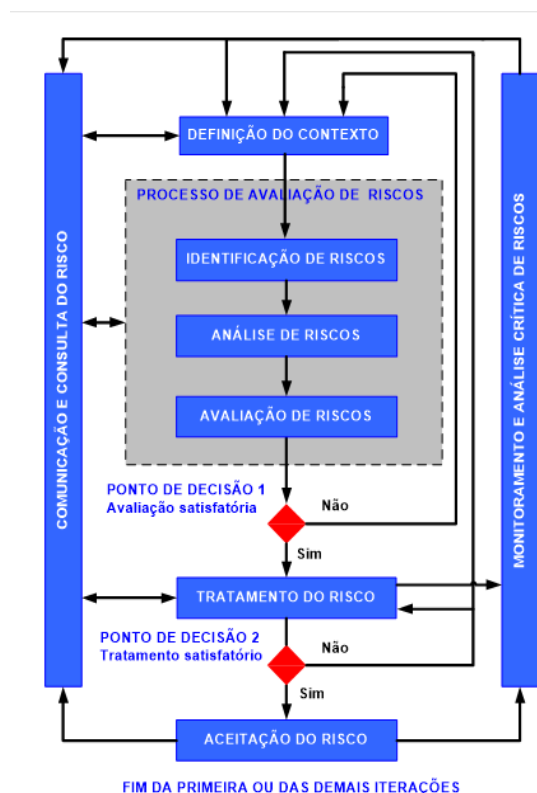 DEFINIÇÃO DO CONTEXTO
PROCESSO DE AVALIAÇÃO DE RISCOS
IDENTIFICAÇÃO DE RISCOS
ANÁLISE DE RISCOS
AVALIAÇÃO DE RISCOS
COMUNICAÇÃO E CONSULTA DO RISCO
MONITORAMENTO E ANÁLISE CRÍTICA DE RISCOS
PONTO DE DECISÃO 1
Avaliação satisfatória
Não
Sim
TRATAMENTO DO RISCO
PONTO DE DECISÃO 2
Tratamento satisfatório
Não
Sim
ACEITAÇÃO DO RISCO
FIM DA PRIMEIRA OU DAS DEMAIS ITERAÇÕES